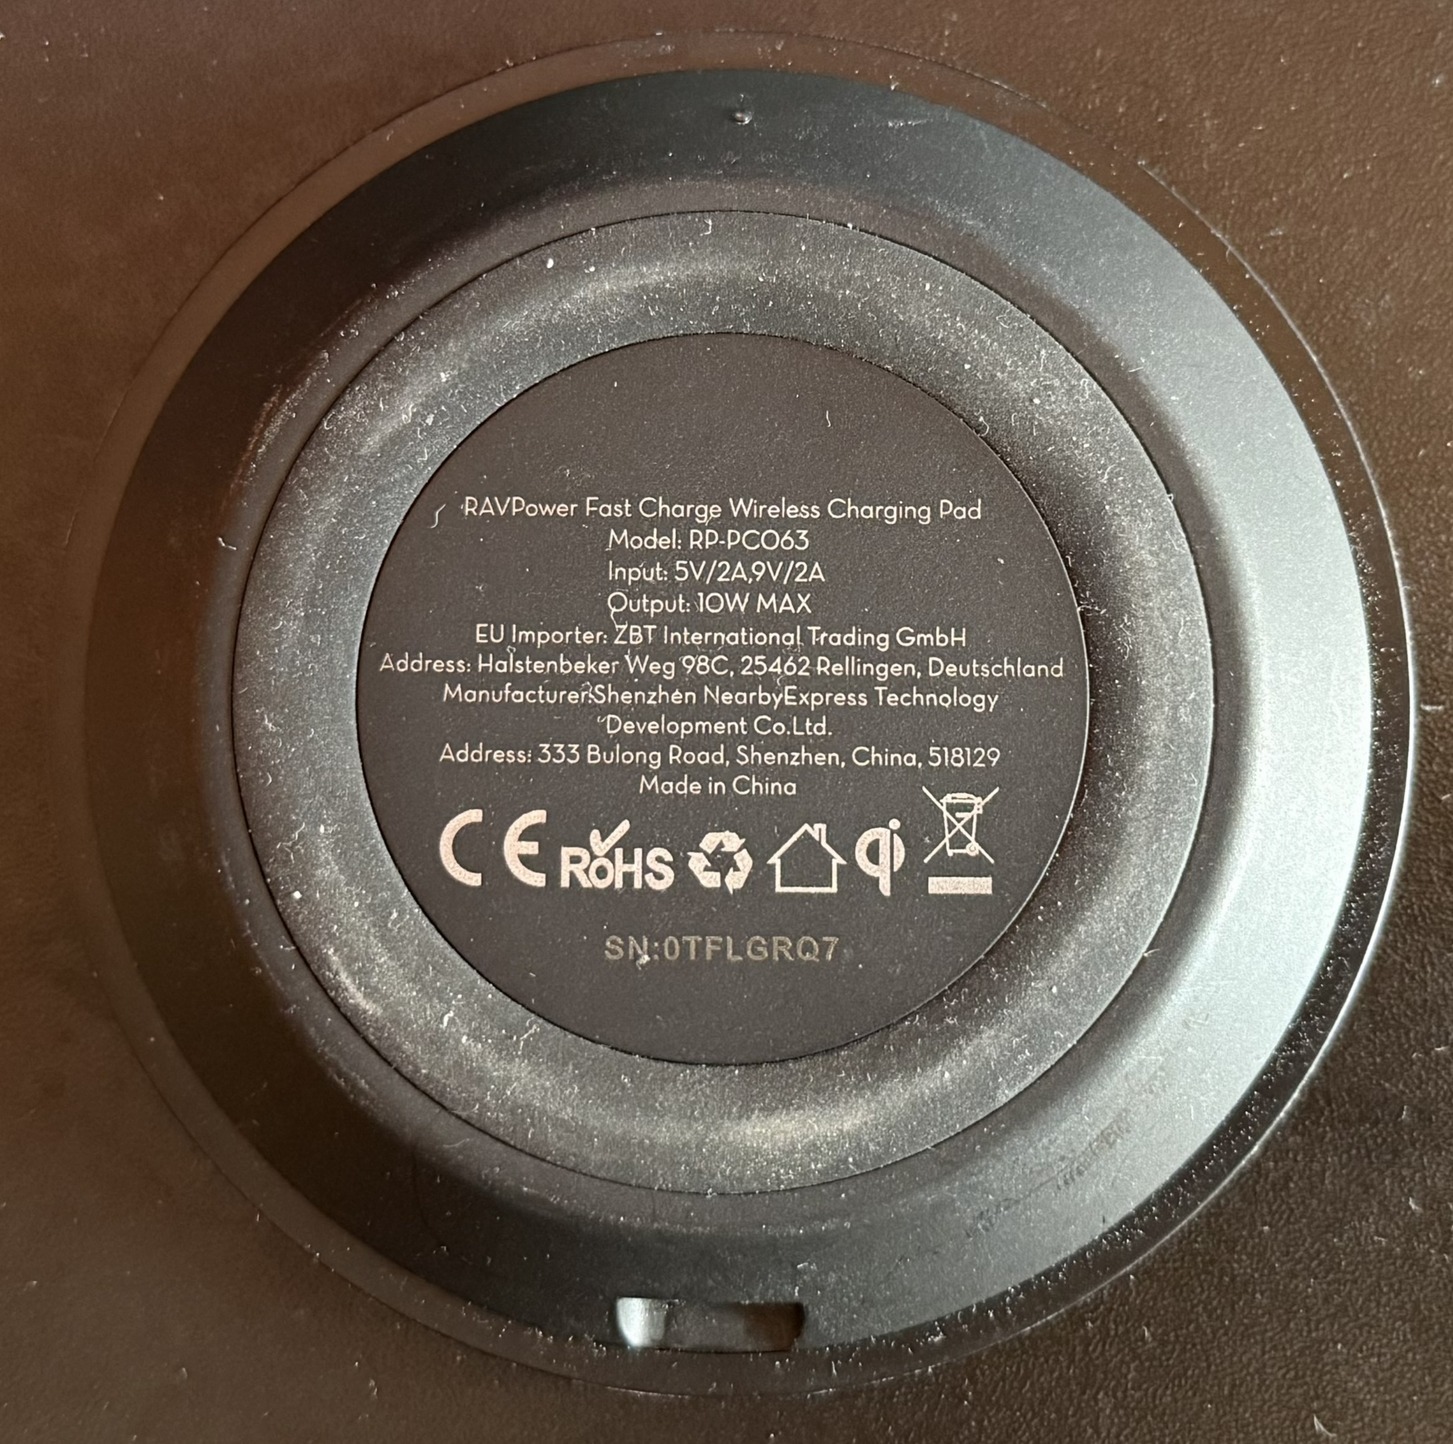 RAVPower Fast Charge Wireless Charging Pad
Model: RP-PC063
Input: 5V/2A,9V/2A
Output: 10W MAX
EU Importer: ZBT International Trading GmbH
Address: Halstenbeker Weg 98C, 25462 Rellingen, Deutschland
Manufacturer:Shenzhen NearbyExpress Technology
Development Co.Ltd.
Address: 333 Bulong Road, Shenzhen, China, 518129
Made in China
CE RoHS qi
SN:0TFLGRQ7